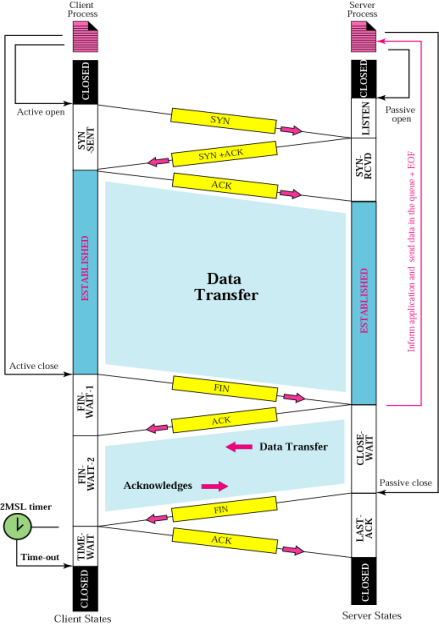 Client
Process
Server
Process
CLOSED
CLOSED
Active open
Passive
open
SYN
SYN-
SENT
LISTEN
SYN +ACK
SYN-
RCVD
ACK
ESTABLISHED
ESTABLISHED
Data
Transfer
Inform application and send data in the queue + EOF
Active close
FIN
FIN-
WAIT-1
ACK
CLOSE-
WAIT
Data Transfer
FIN-
WAIT-2
Acknowledges
Passive close
2MSL timer
FIN
LAST-
ACK
TIME-
WAIT
ACK
Time-out
CLOSED
CLOSED
Client States
Server States